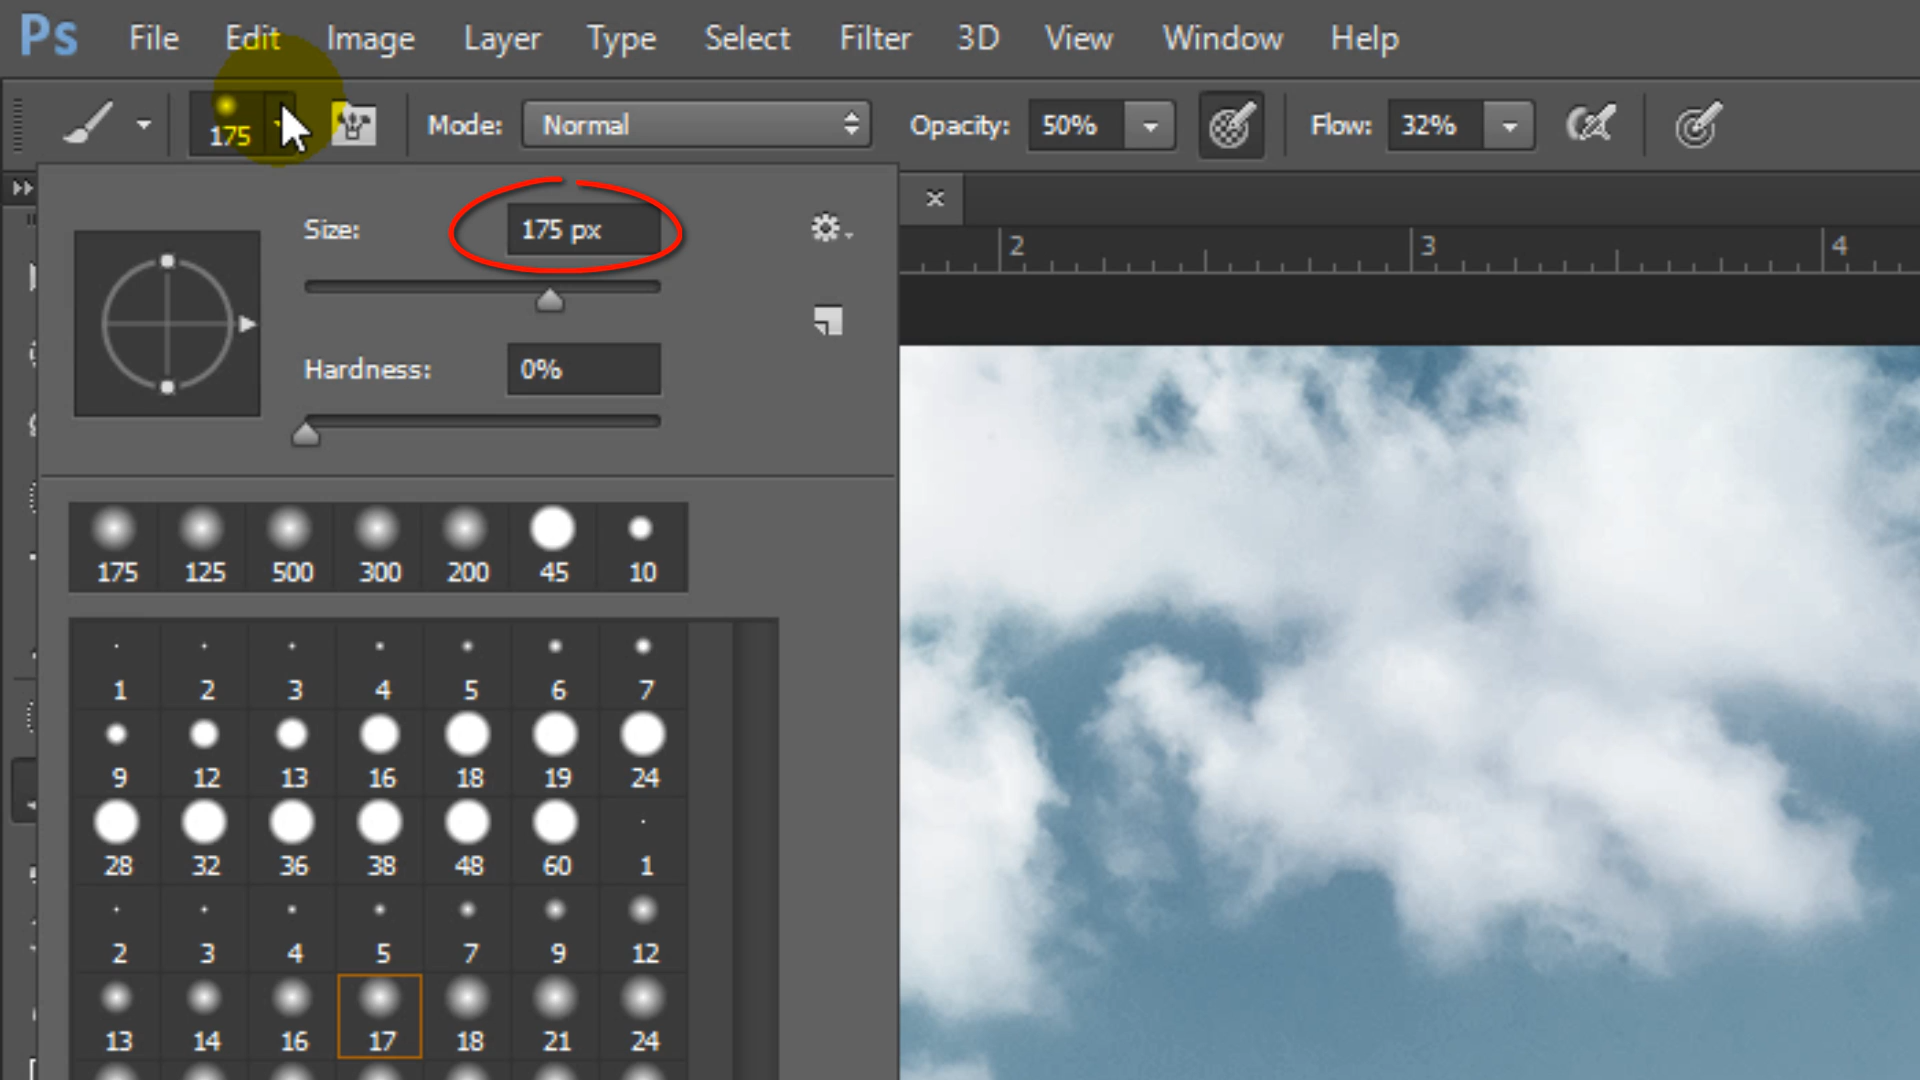 Ps File Edit Image Layer Type Select Filter 3D View Window Help
175 Mode: Normal Opacity: 50% Flow: 32%
Size: 175 px
2 3 4
Hardness: 0%
175 125 500 300 200 45 10
1 2 3 4 5 6 7
9 12 13 16 18 19 24
28 32 36 38 48 60 1
2 3 4 5 7 9 12
13 14 16 17 18 21 24